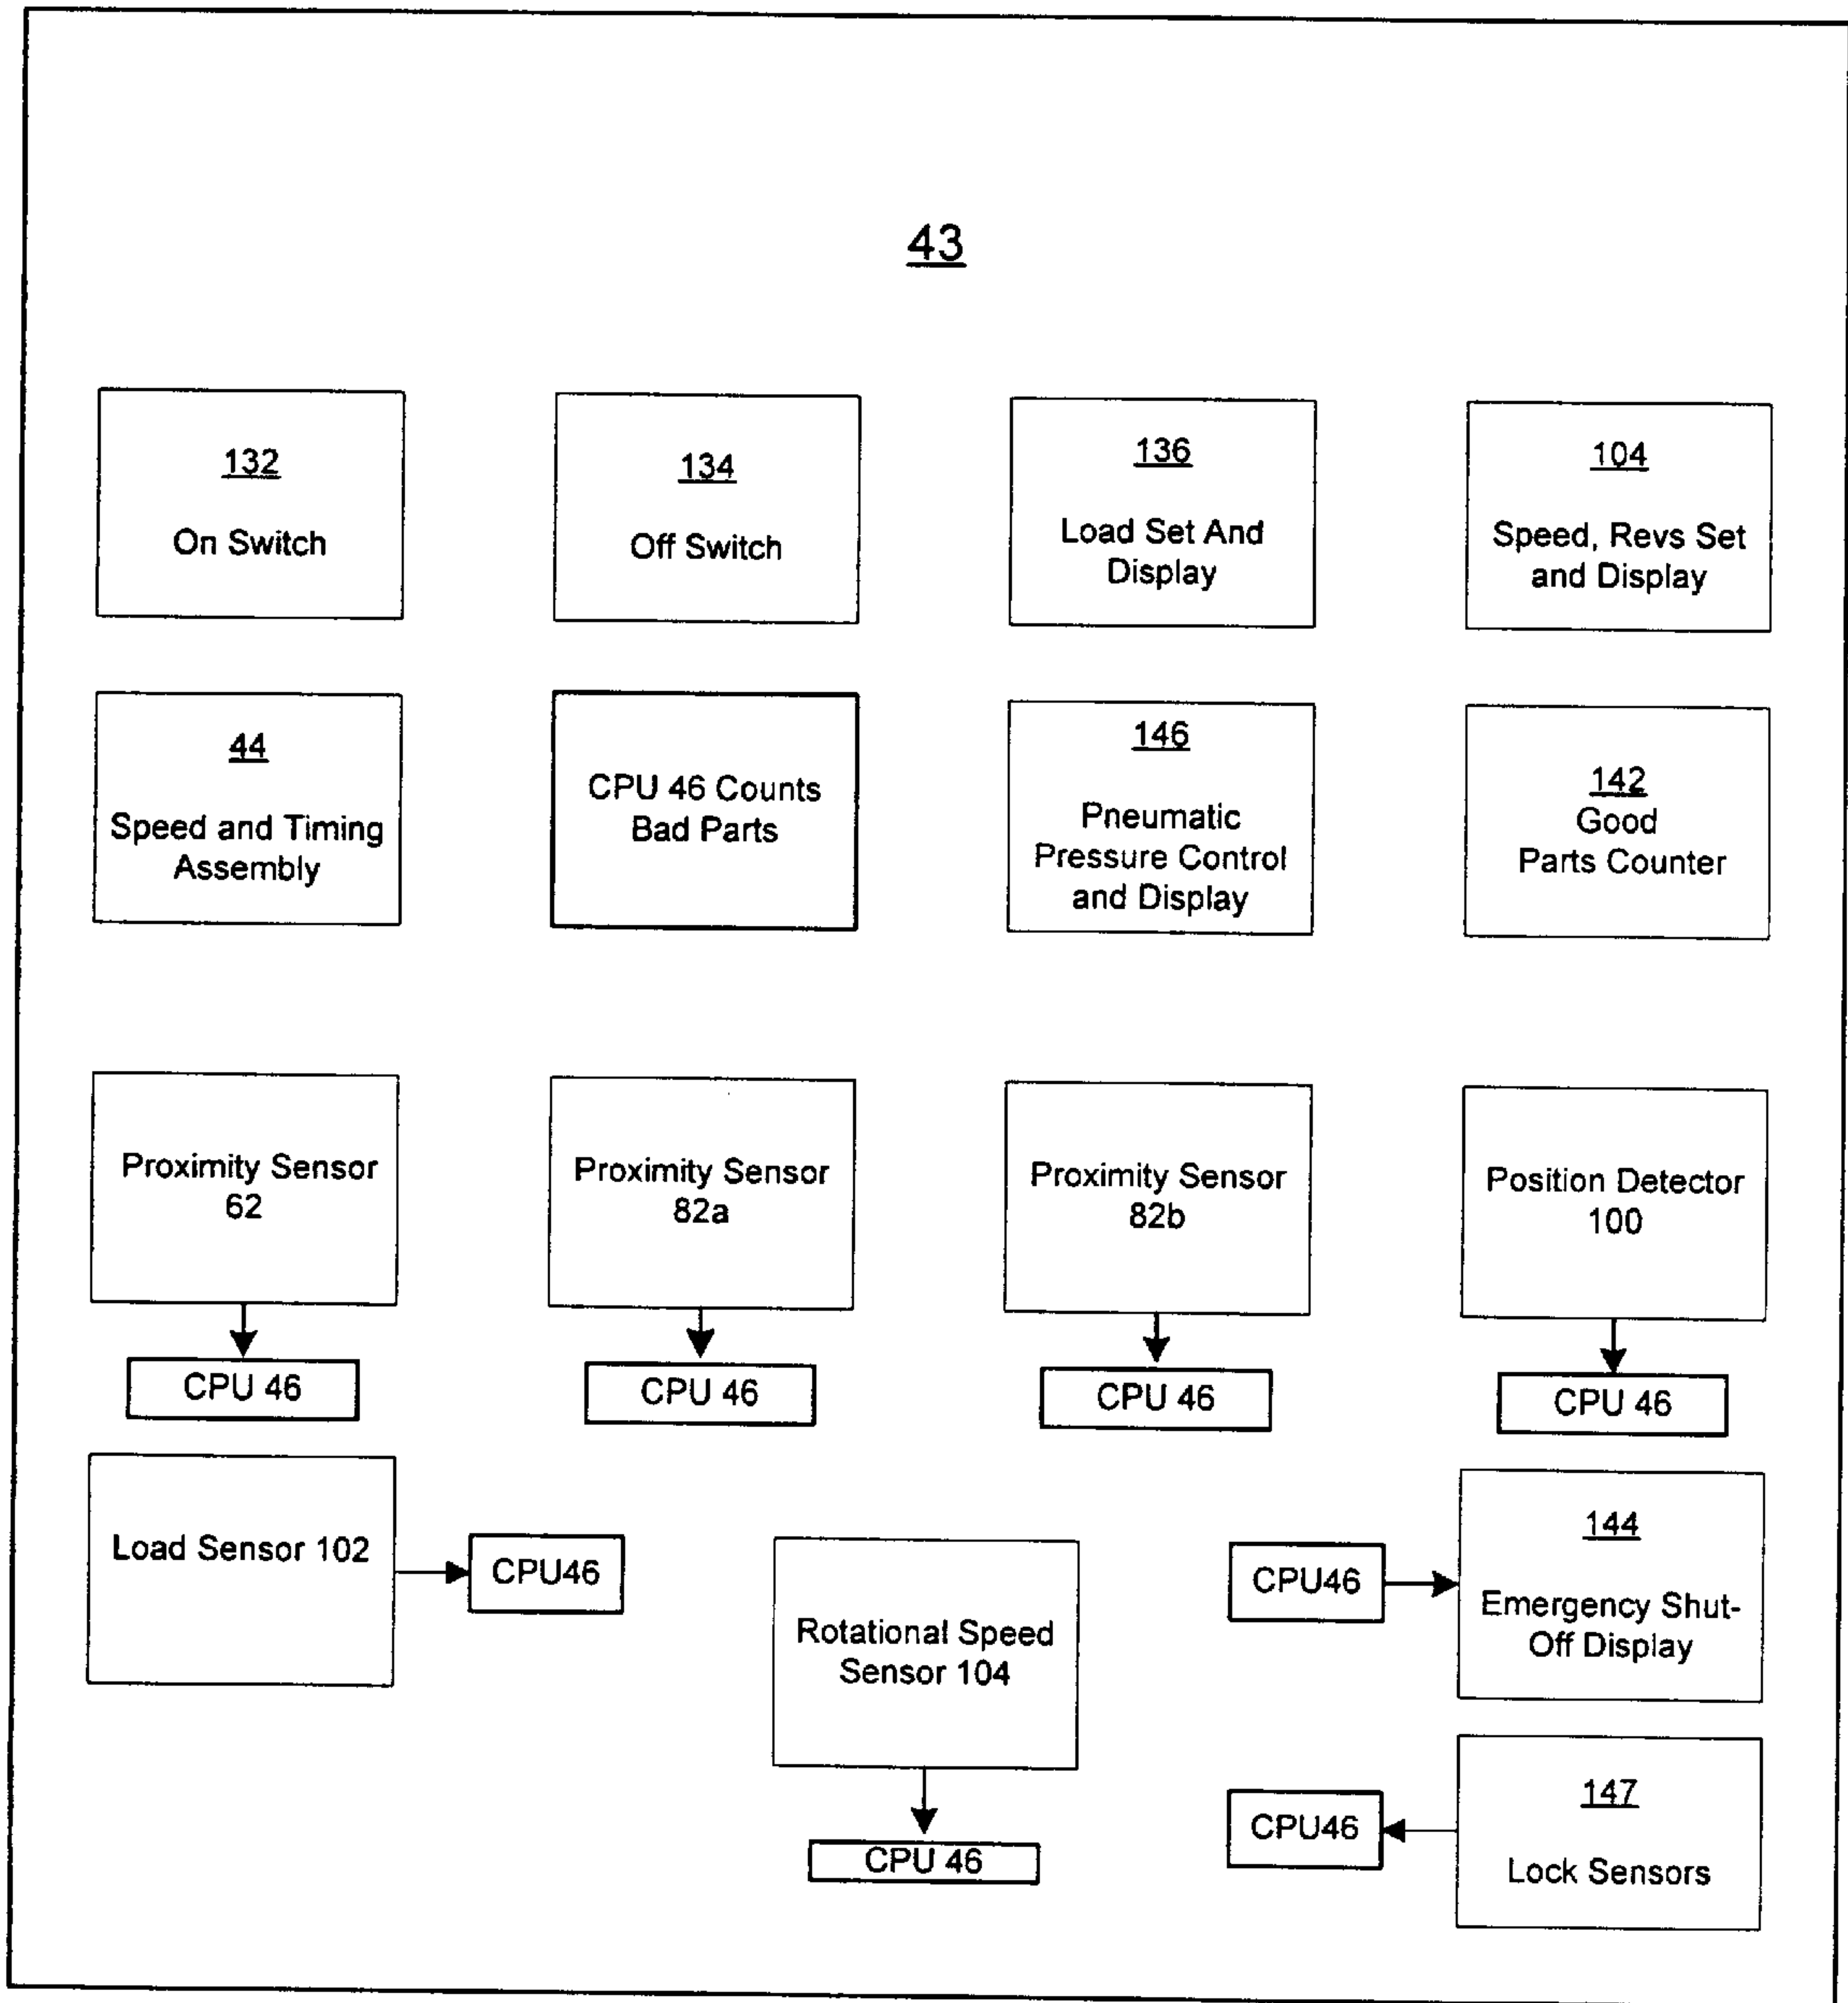 43
132
On Switch
134
Off Switch
136
Load Set And
Display
104
Speed, Revs Set
and Display
44
Speed and Timing
Assembly
CPU 46 Counts
Bad Parts
146
Pneumatic
Pressure Control
and Display
142
Good
Parts Counter
Proximity Sensor
62
Proximity Sensor
82a
Proximity Sensor
82b
Position Detector
100
CPU 46
CPU 46
CPU 46
CPU 46
Load Sensor 102
CPU46
Rotational Speed
Sensor 104
CPU 46
CPU46
144
Emergency Shut-
Off Display
CPU46
147
Lock Sensors